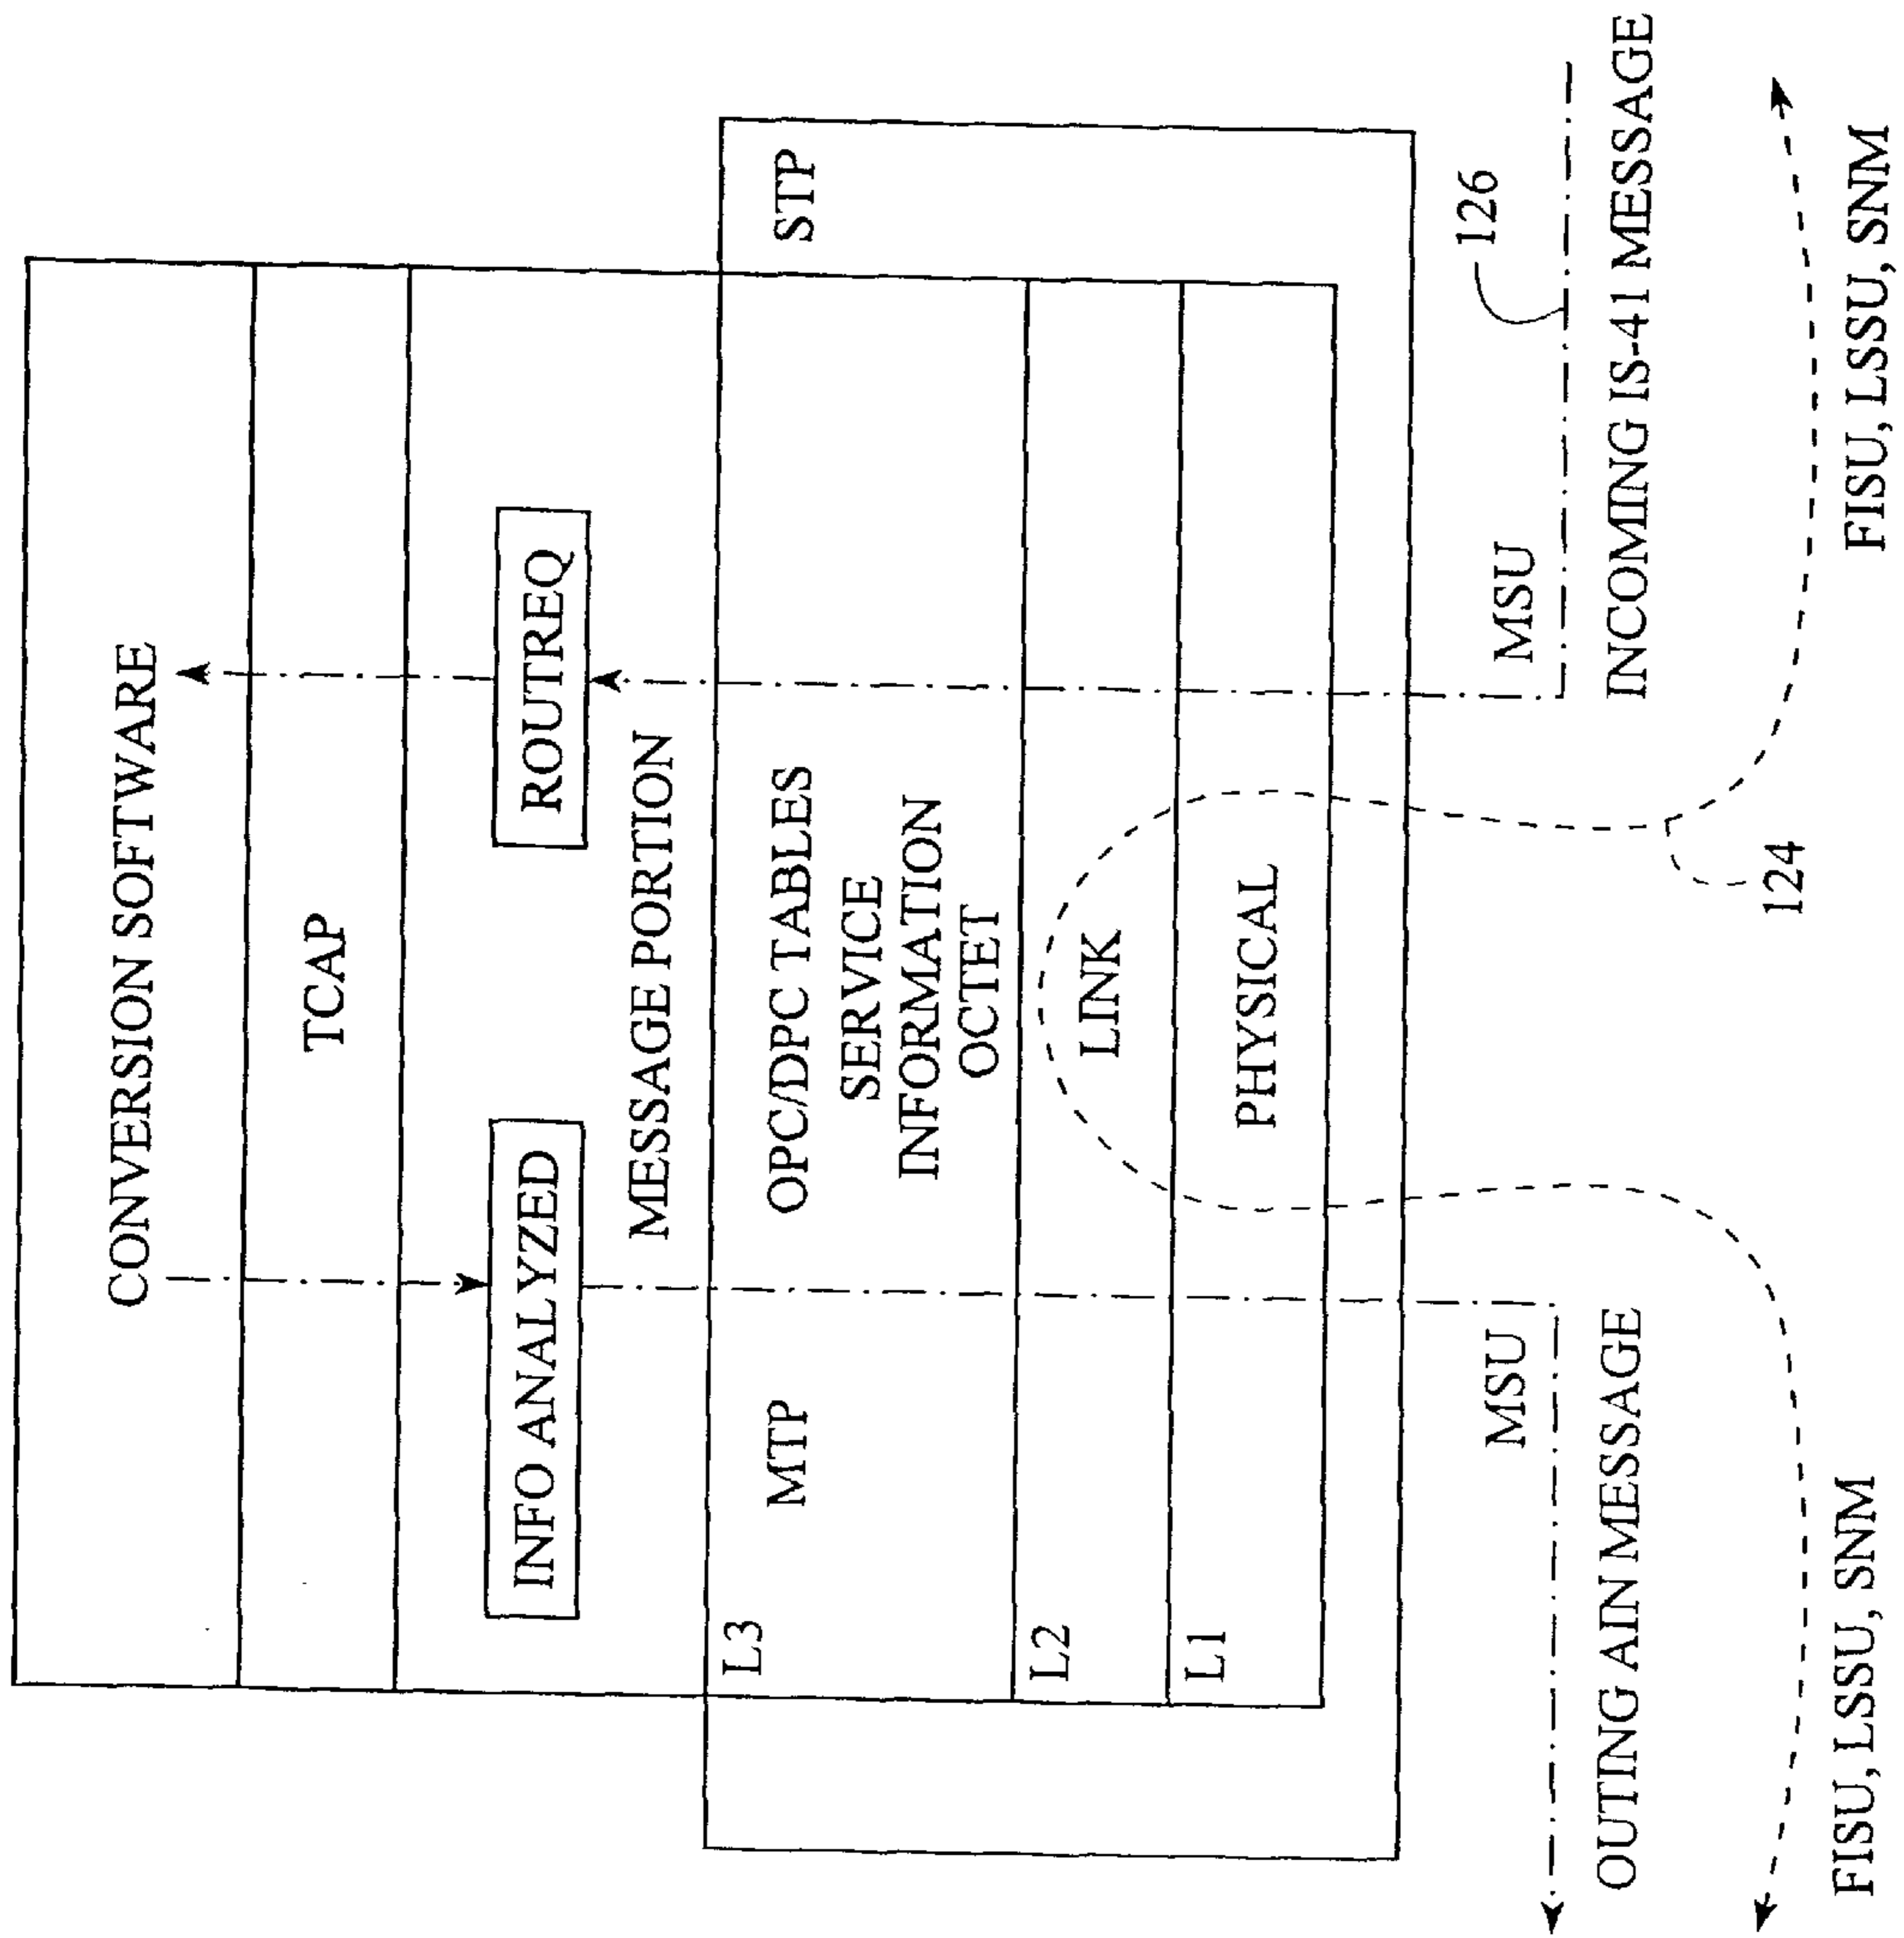 CONVERSION SOFTWARE
TCAP
INFO ANALYZED
ROUTREQ
MESSAGE PORTION
L3
MTP
OPC/DPC TABLES
SERVICE
INFORMATION
OCTET
STP
L2
LINK
L1
PHYSICAL
MSU
MSU
126
OUTING AIN MESSAGE
INCOMING IS-41 MESSAGE
124
FISU, LSSU, SNM
FISU, LSSU, SNM